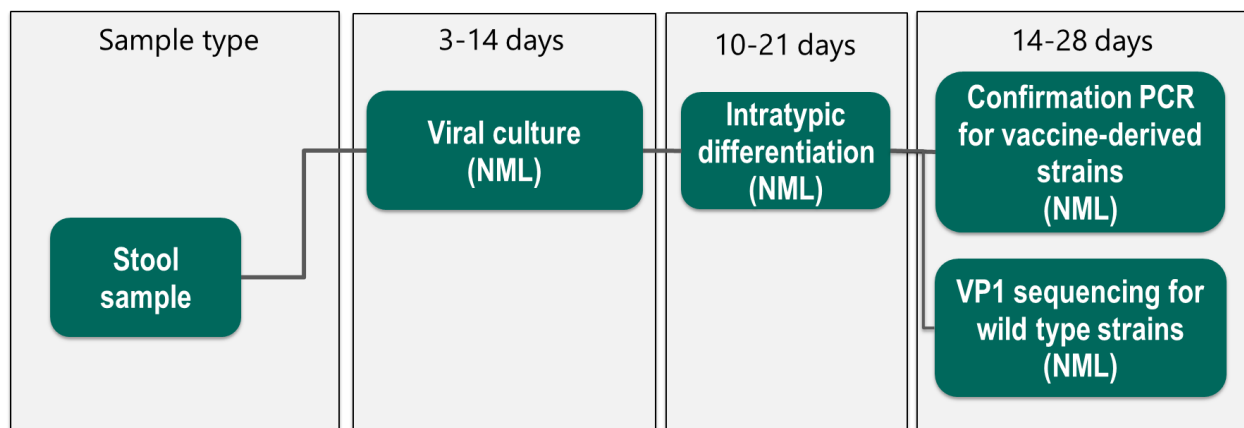 Sample type
3-14 days
10-21 days
14-28 days
Stool
sample
Viral culture
(NML)
Intratypic
differentiation
(NML)
Confirmation PCR
for vaccine-derived
strains
(NML)
VP1 sequencing for
wild type strains
(NML)